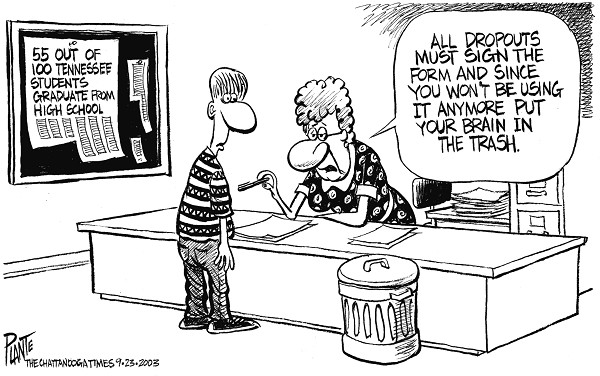 55 OUT OF
100 TENNESSEE
STUDENTS
GRADUATE FROM
HIGH SCHOOL
ALL DROPOUTS
MUST SIGN THE
FORM AND SINCE
YOU WON'T BE USING
IT ANYMORE PUT
YOUR BRAIN IN
THE TRASH.
PLANTE
THE CHATTANOOGA TIMES 9.23.2003